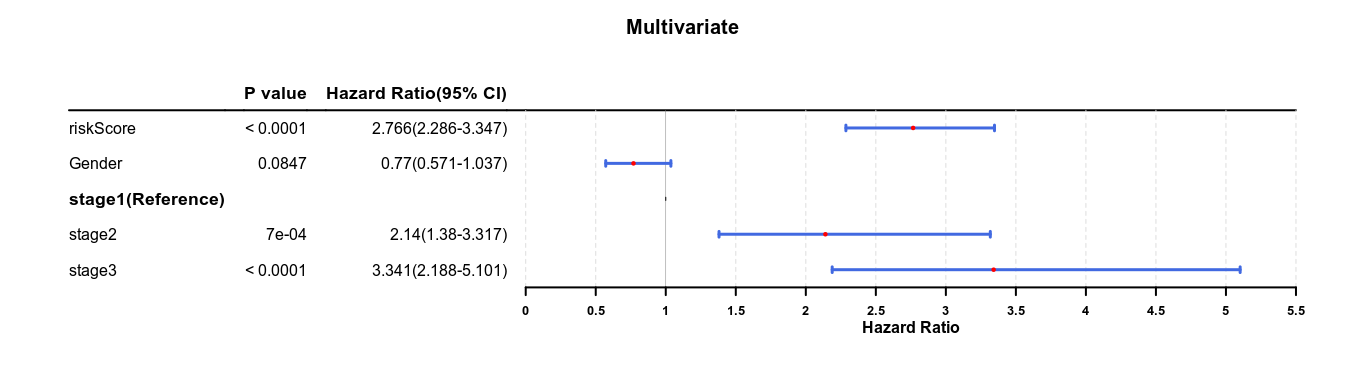 Multivariate
P value Hazard Ratio(95% CI)
riskScore < 0.0001 2.766(2.286-3.347)
Gender 0.0847 0.77(0.571-1.037)
stage1(Reference)
stage2 7e-04 2.14(1.38-3.317)
stage3 < 0.0001 3.341(2.188-5.101)
0 0.5 1 1.5 2 2.5 3 3.5 4 4.5 5 5.5
Hazard Ratio